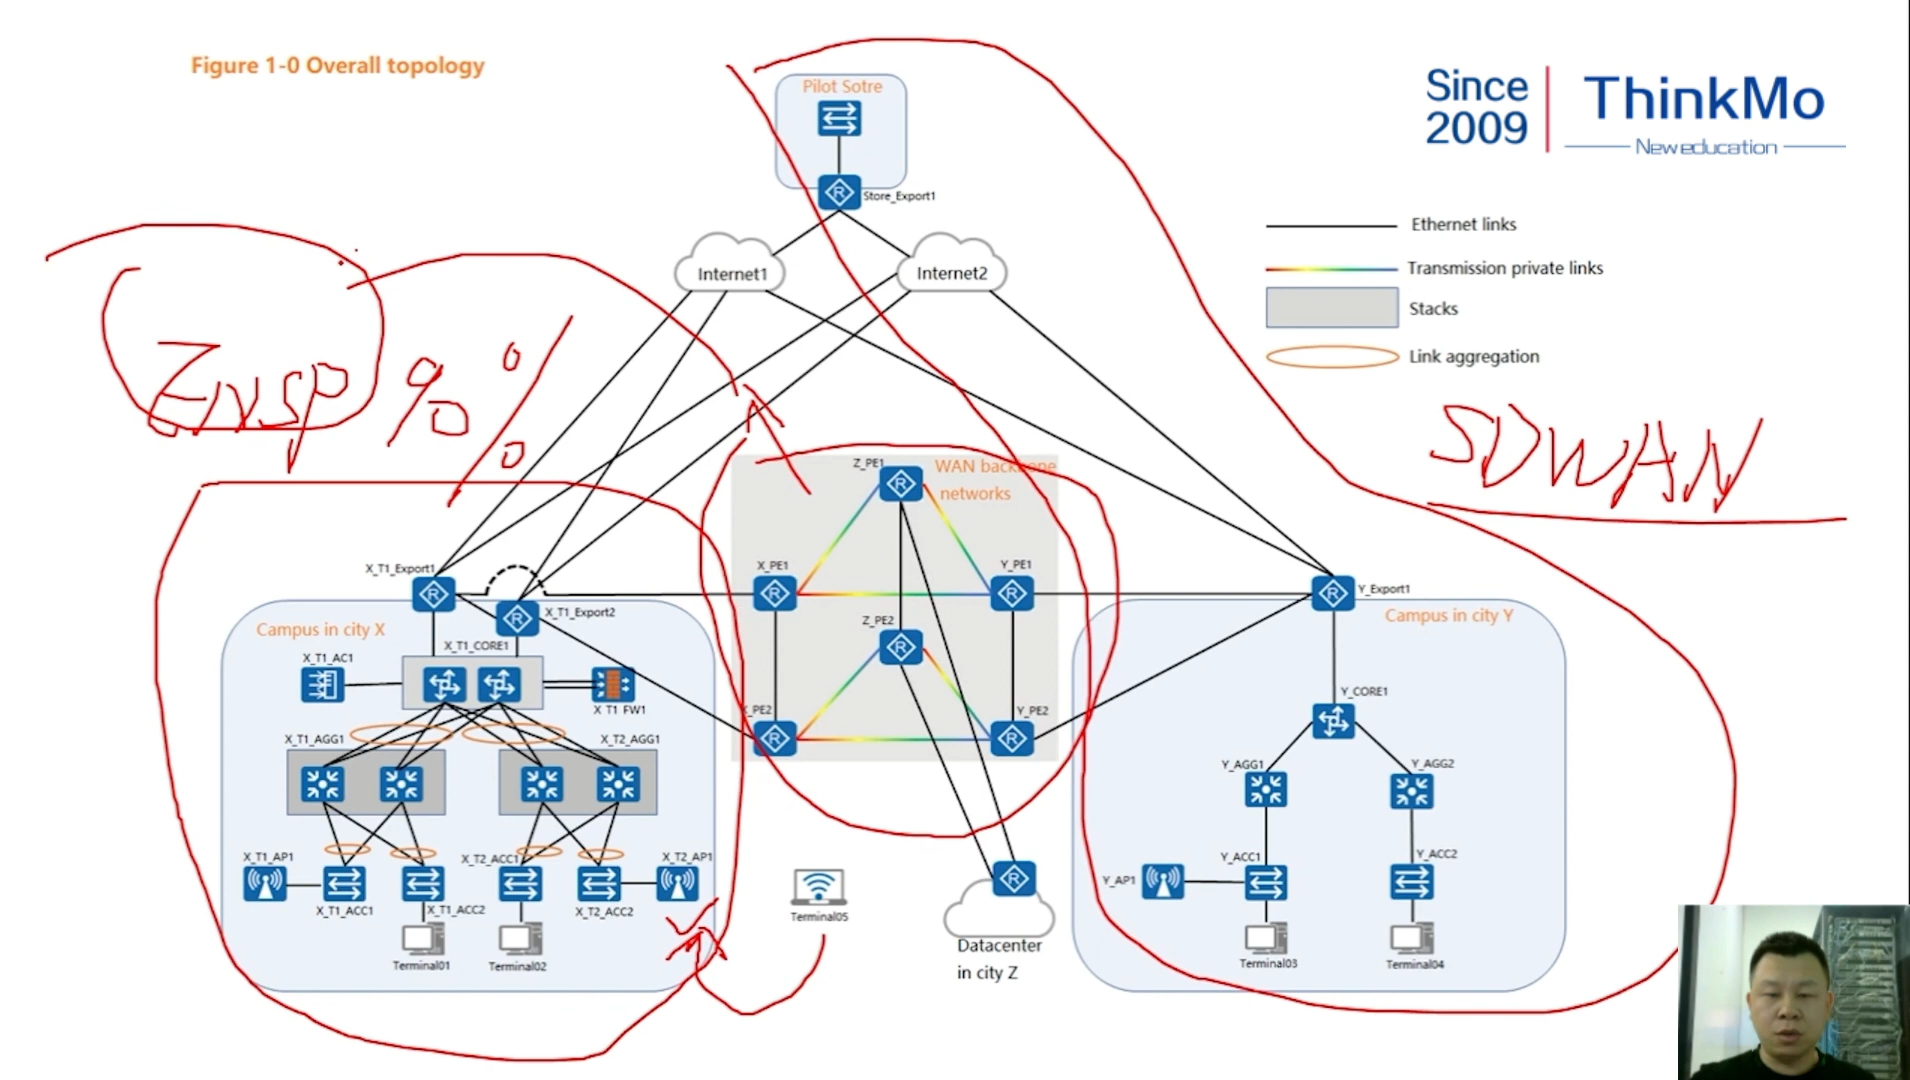 Figure 1-0 Overall topology
Since
2009
ThinkMo
New education
Pilot Sotre
Store_Export1
Internet1
Internet2
Ethernet links
Transmission private links
Stacks
Link aggregation
ENSP
%
%
SDWAN
Z_PE1
WAN backbone
networks
X_T1_Export1
X_PE1
Y_PE1
Y_Export1
X_T1_Export2
Campus in city X
Z_PE2
Campus in city Y
X_T1_CORE1
X_T1_AC1
X_T1_FW1
_PE2
Y_PE2
Y_CORE1
X_T1_AGG1
X_T2_AGG1
Y_AGG1
Y_AGG2
X_T1_AP1
X_T2_ACC1
X_T2_AP1
Y_ACC1
Y_ACC2
Y_AP1
X_T1_ACC1
X_T1_ACC2
X_T2_ACC2
Terminal05
Datacenter
in city Z
Terminal01
Terminal02
Terminal03
Terminal04